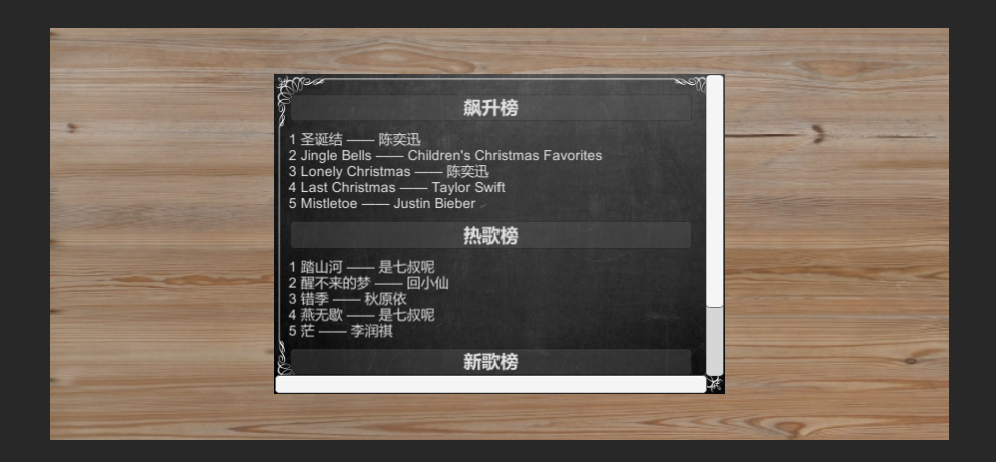 飙升榜
1 圣诞结 —— 陈奕迅
2 Jingle Bells —— Children's Christmas Favorites
3 Lonely Christmas —— 陈奕迅
4 Last Christmas —— Taylor Swift
5 Mistletoe —— Justin Bieber
热歌榜
1 踏山河 —— 是七叔呢
2 醒不来的梦 —— 回小仙
3 错季 —— 秋原依
4 燕无歇 —— 是七叔呢
5 茫 —— 李润祺
新歌榜